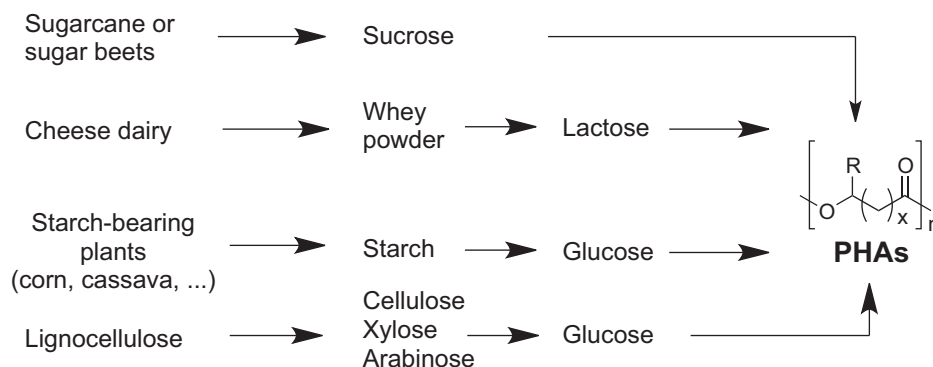 Sugarcane or
sugar beets
Sucrose
Cheese dairy
Whey
powder
Lactose
Starch-bearing
plants
(corn, cassava, ...)
Starch
Glucose
Lignocellulose
Cellulose
Xylose
Arabinose
Glucose
R
O
O
x
n
PHAs